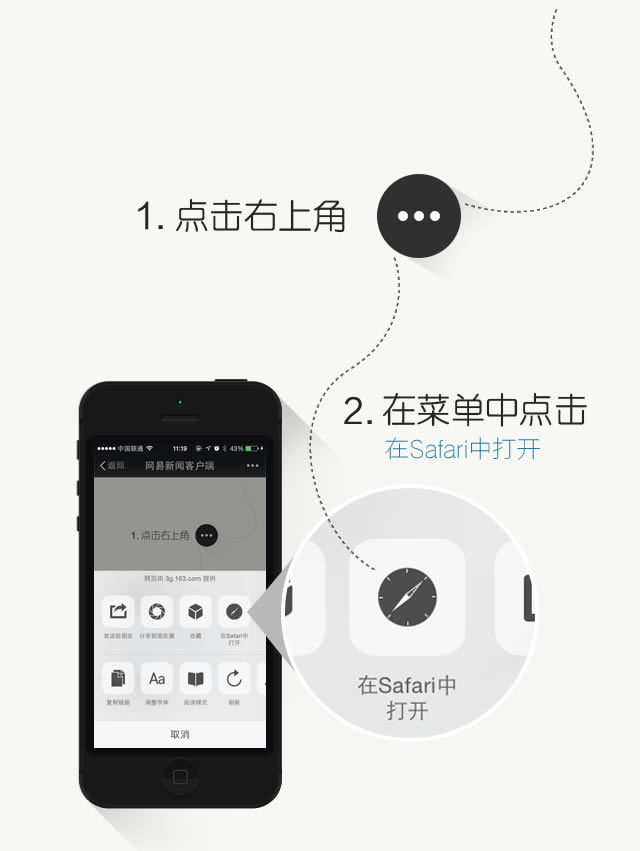 1. 点击右上角
2. 在菜单中点击
在Safari中打开
中国联通 11:19 43%
返回 网易新闻客户端
1. 点击右上角
网页由 3g.163.com 提供
发送给朋友 分享到朋友圈 收藏 在Safari中
打开
复制链接 调整字体 阅读模式 刷新
取消
在Safari中
打开